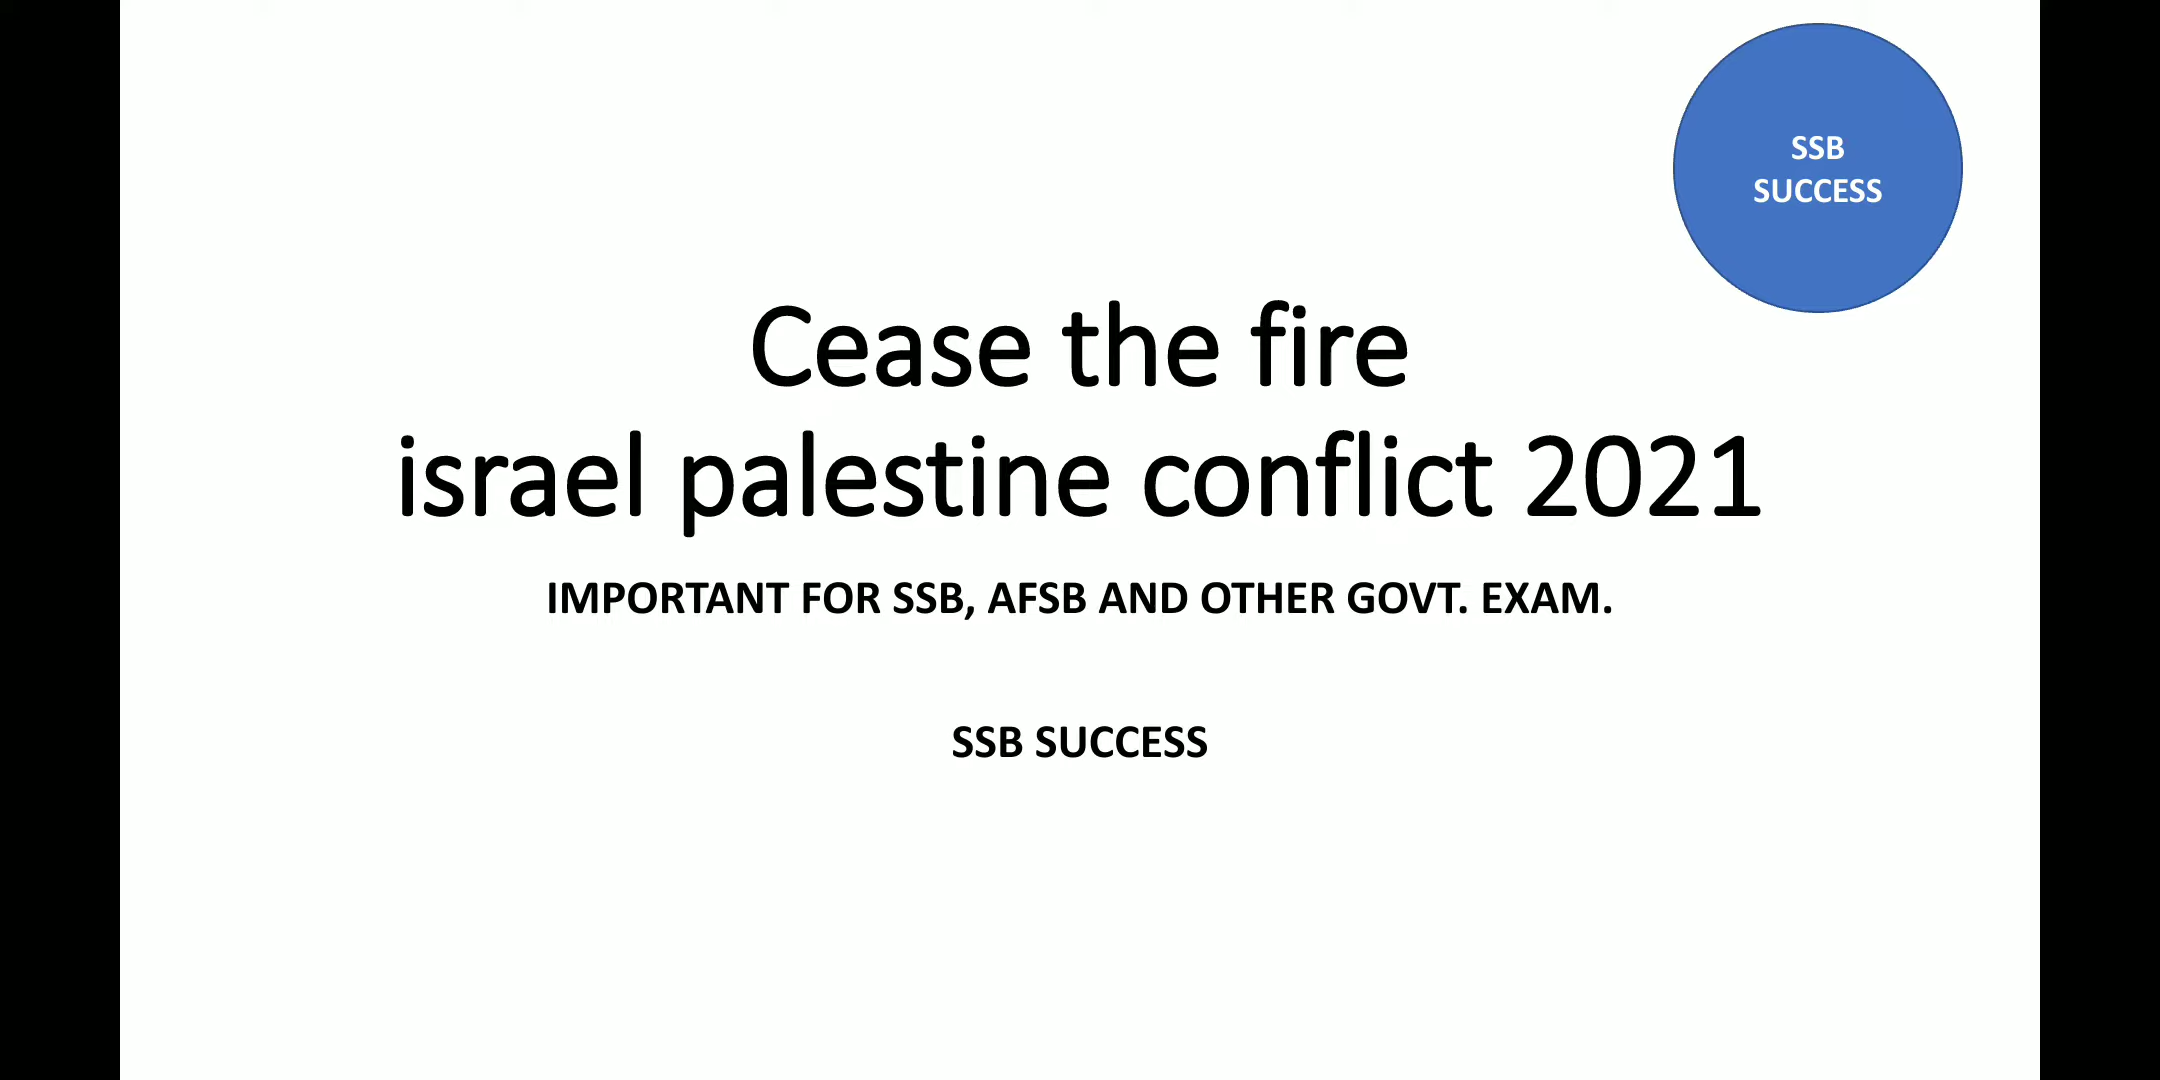 SSB
SUCCESS
Cease the fire
israel palestine conflict 2021
IMPORTANT FOR SSB, AFSB AND OTHER GOVT. EXAM.
SSB SUCCESS